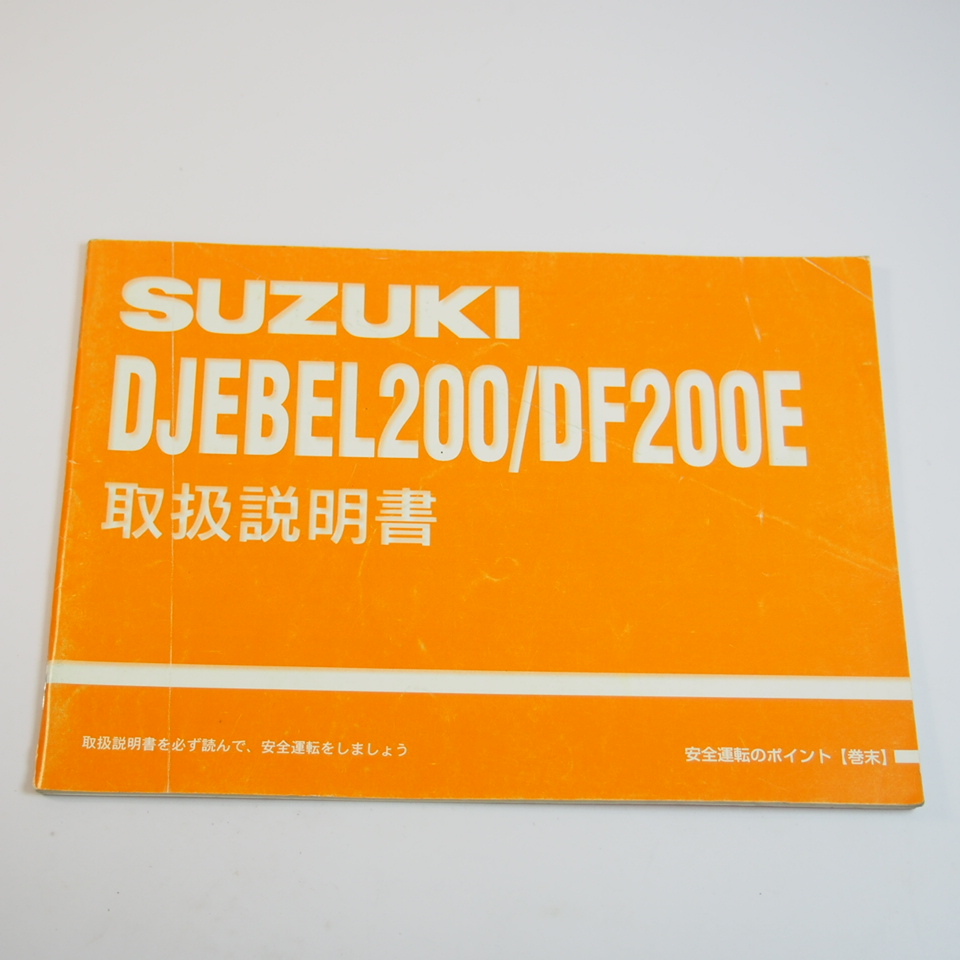 SUZUKI
DJEBEL200/DF200E
取扱説明書
取扱説明書を必ず読んで、安全運転をしましょう
安全運転のポイント【巻末】